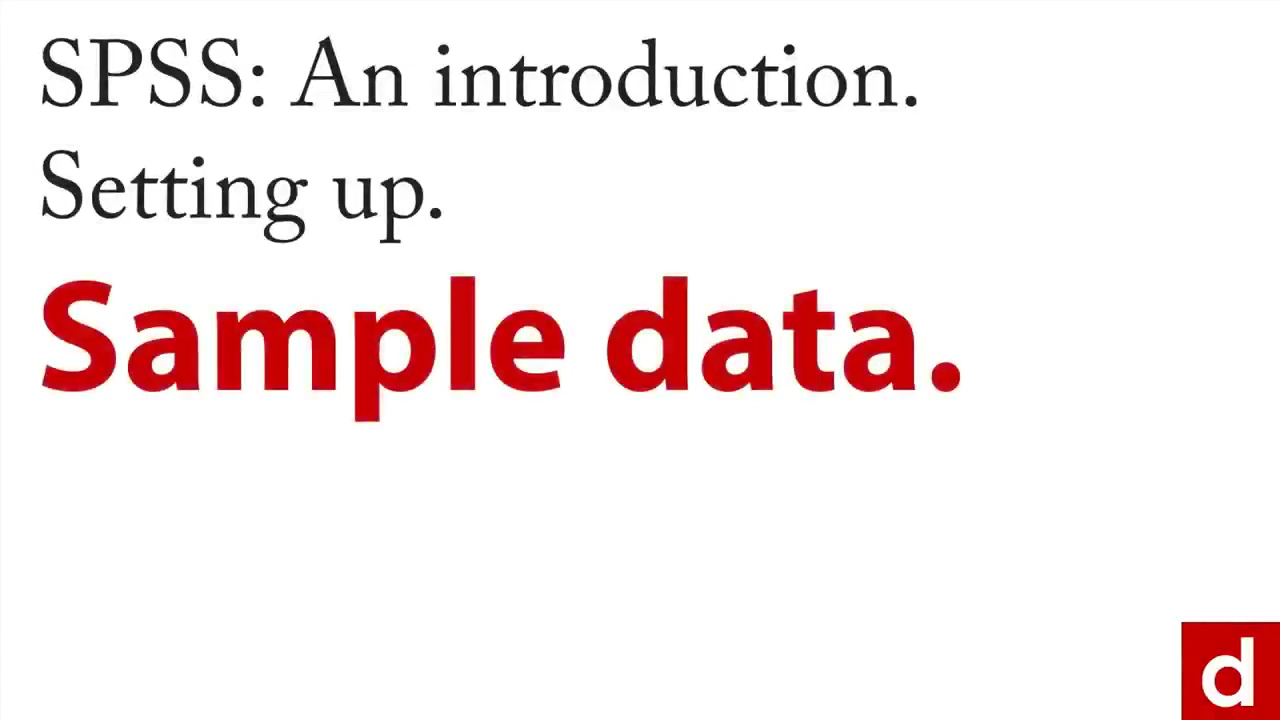 SPSS: An introduction.
Setting up.
Sample data.
d